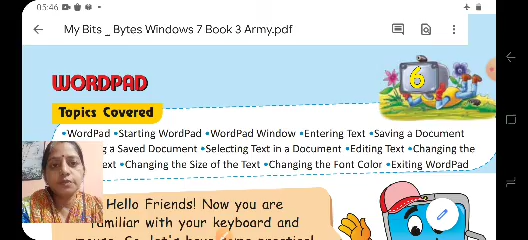 05:46
My Bits _ Bytes Windows 7 Book 3 Army.pdf
WORDPAD
6
Topics Covered
•WordPad •Starting WordPad •WordPad Window •Entering Text •Saving a Document
g a Saved Document •Selecting Text in a Document •Editing Text •Changing the
ext •Changing the Size of the Text •Changing the Font Color •Exiting WordPad
Hello Friends! Now you are
familiar with your keyboard and